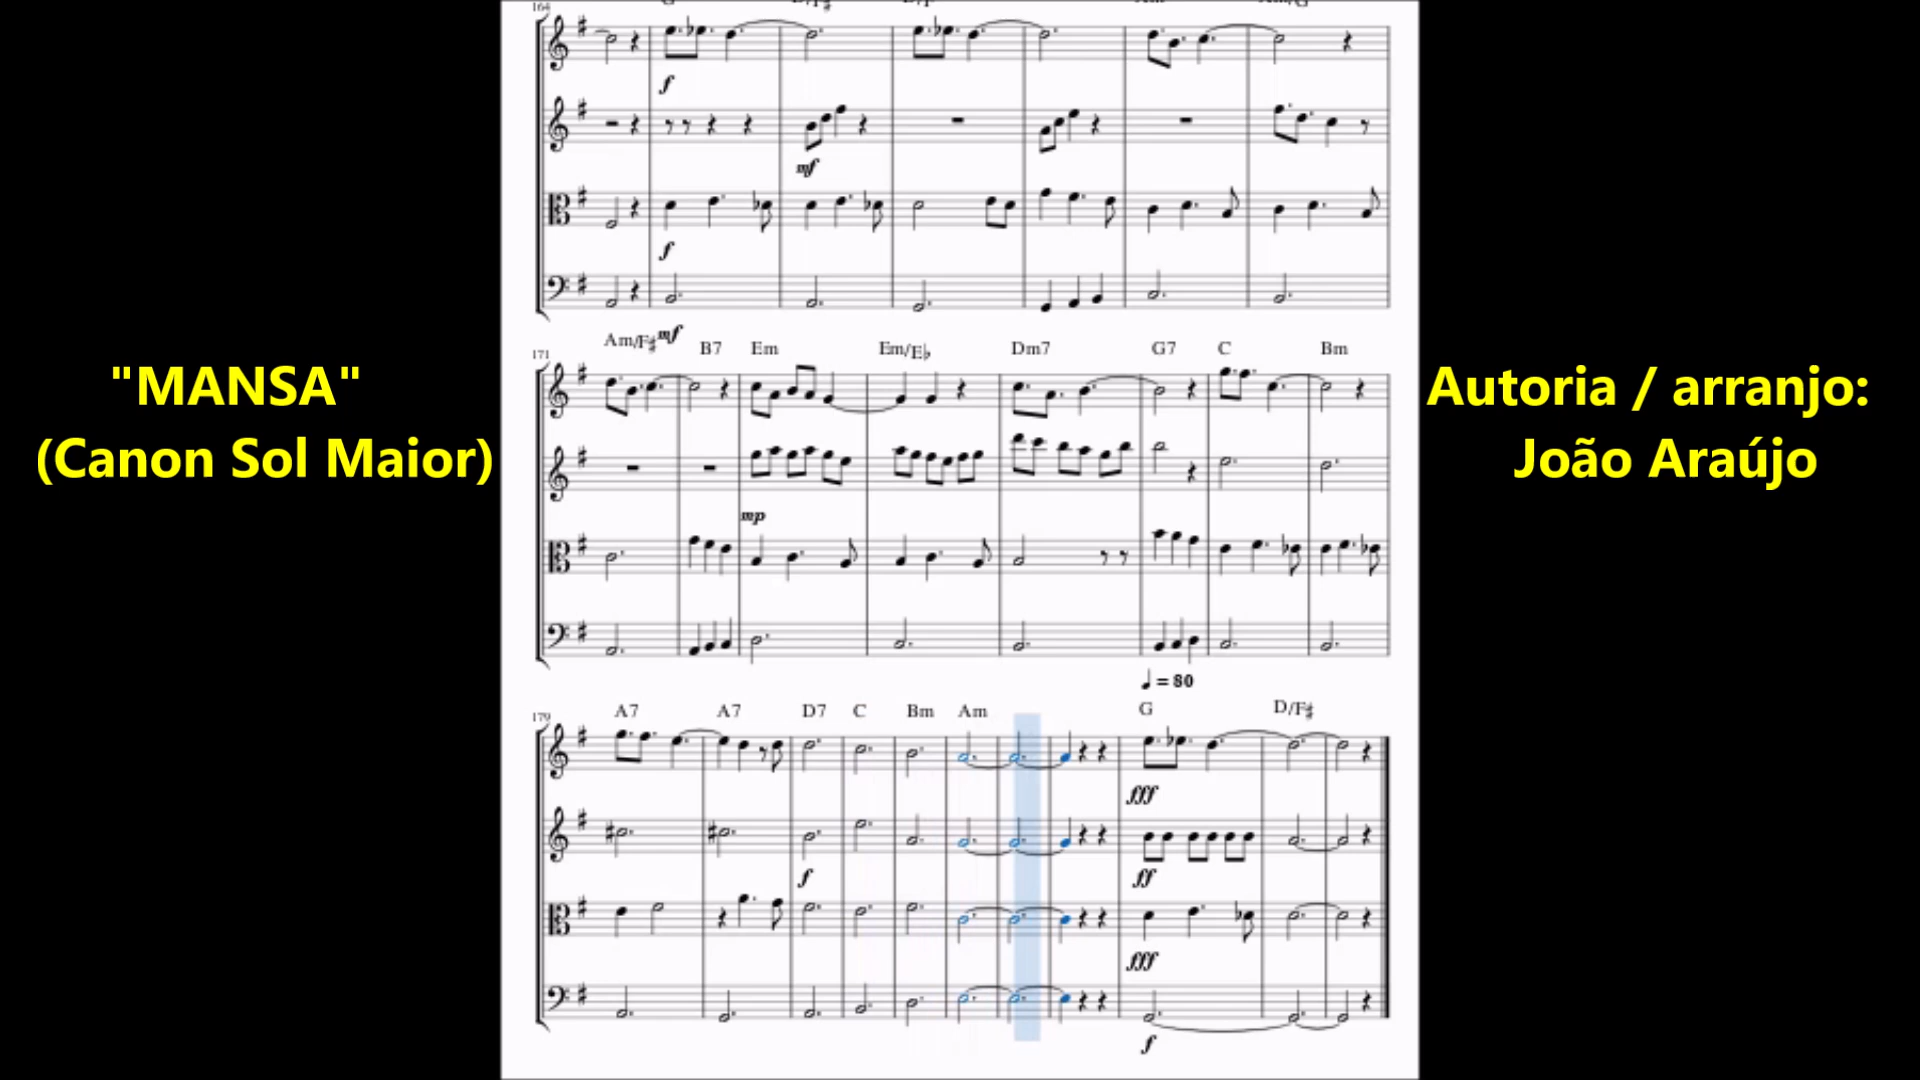 "MANSA"
(Canon Sol Maior)
Autoria / arranjo:
João Araújo
164
f
mf
f
mf
171 Am/F♯ B7 Em Em/E♭ Dm7 G7 C Bm
mp
♩ = 80
179 A7 A7 D7 C Bm Am G D/F♯
fff
f ff
fff
f